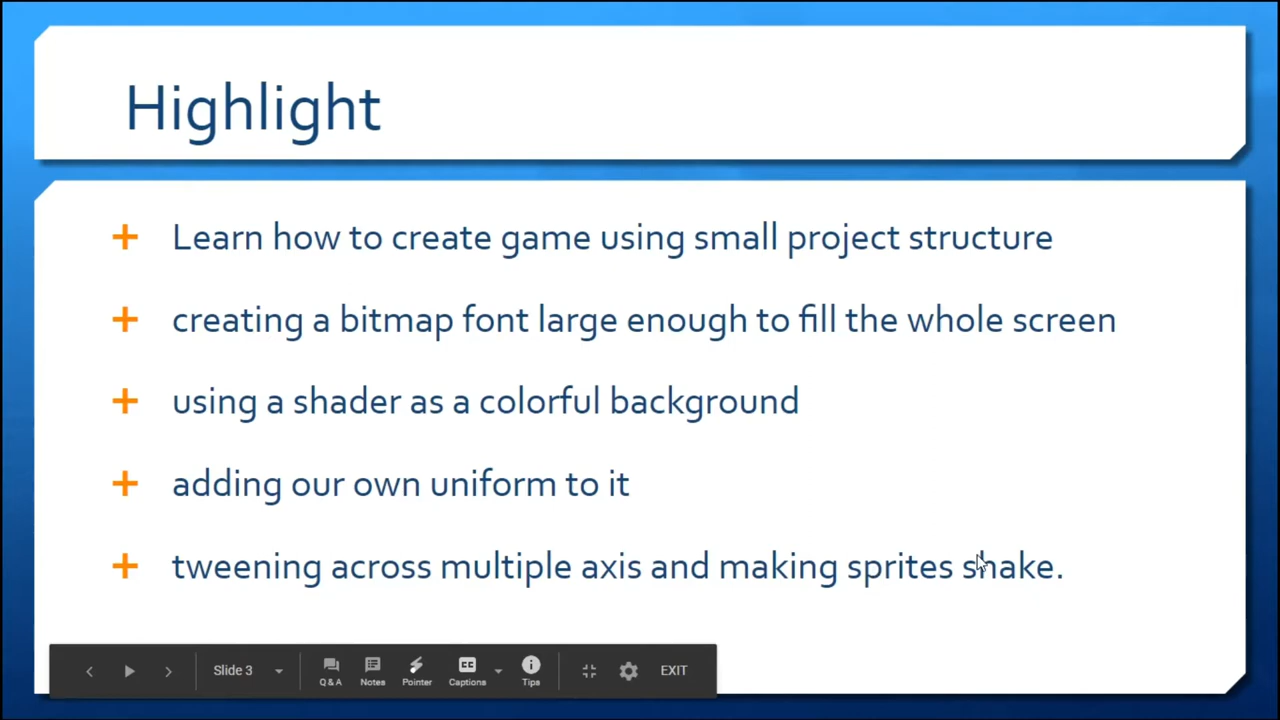 Highlight
Learn how to create game using small project structure
creating a bitmap font large enough to fill the whole screen
using a shader as a colorful background
adding our own uniform to it
tweening across multiple axis and making sprites shake.
Slide 3
Q & A
Notes
Pointer
CC
Captions
Tips
EXIT